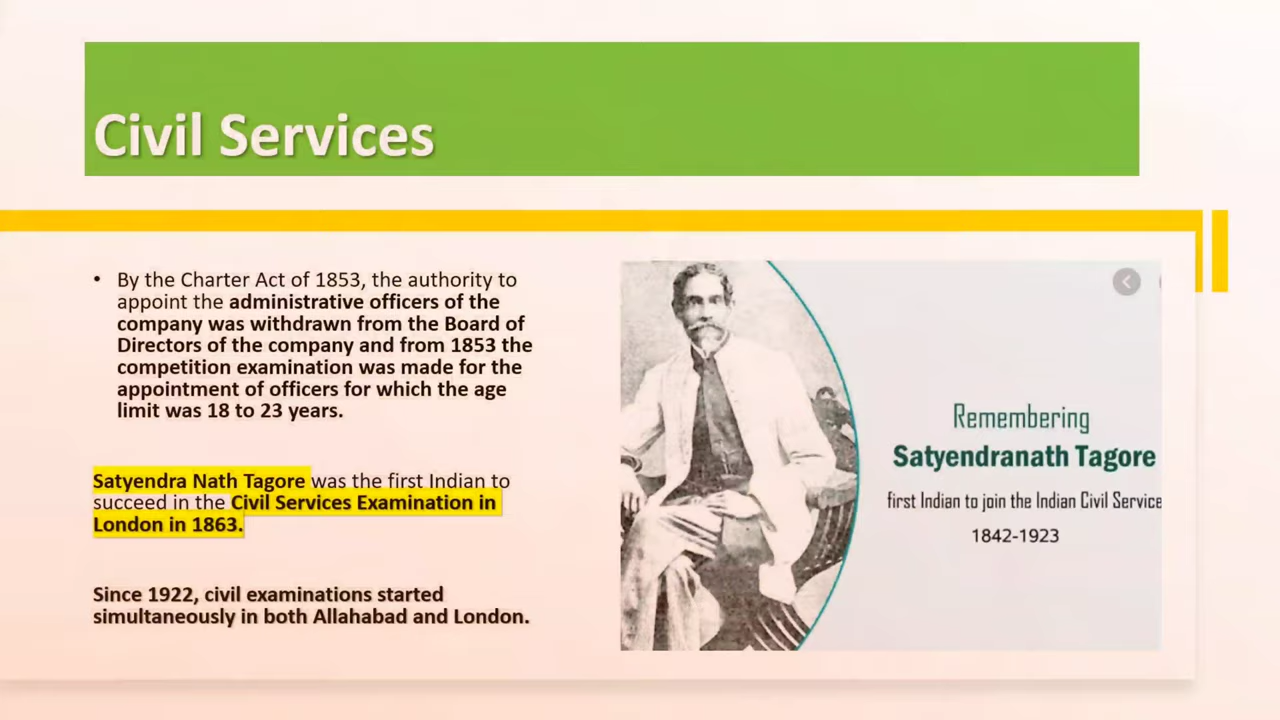 Civil Services
• By the Charter Act of 1853, the authority to
appoint the administrative officers of the
company was withdrawn from the Board of
Directors of the company and from 1853 the
competition examination was made for the
appointment of officers for which the age
limit was 18 to 23 years.
Satyendra Nath Tagore was the first Indian to
succeed in the Civil Services Examination in
London in 1863.
Since 1922, civil examinations started
simultaneously in both Allahabad and London.
Remembering
Satyendranath Tagore
first Indian to join the Indian Civil Service
1842-1923